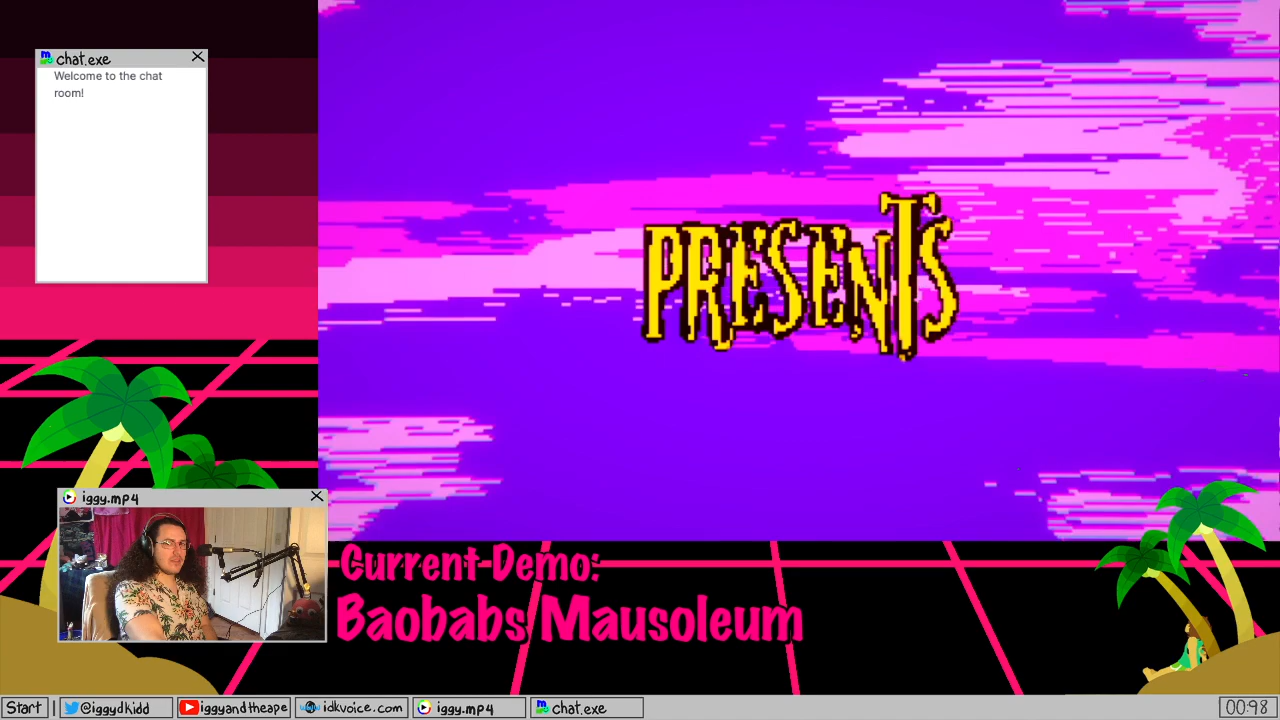 chat.exe
Welcome to the chat
room!
PRESENTS
iggy.mp4
Current Demo:
Baobabs Mausoleum
Start | @iggydkidd iggyandtheape idkvoice.com iggy.mp4 chat.exe 00:98